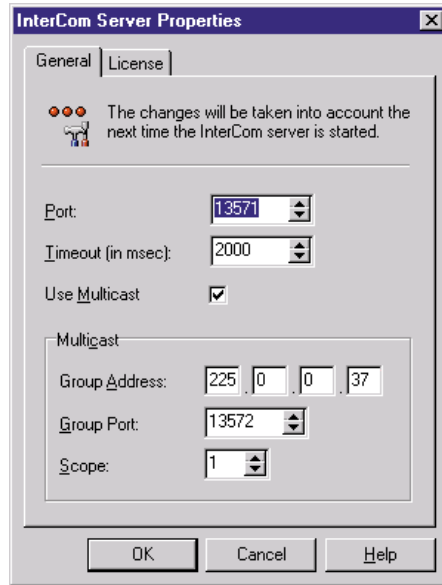 InterCom Server Properties
General License
The changes will be taken into account the
next time the InterCom server is started.
Port: 13571
Timeout (in msec): 2000
Use Multicast
Multicast
Group Address: 225 . 0 . 0 . 37
Group Port: 13572
Scope: 1
OK Cancel Help